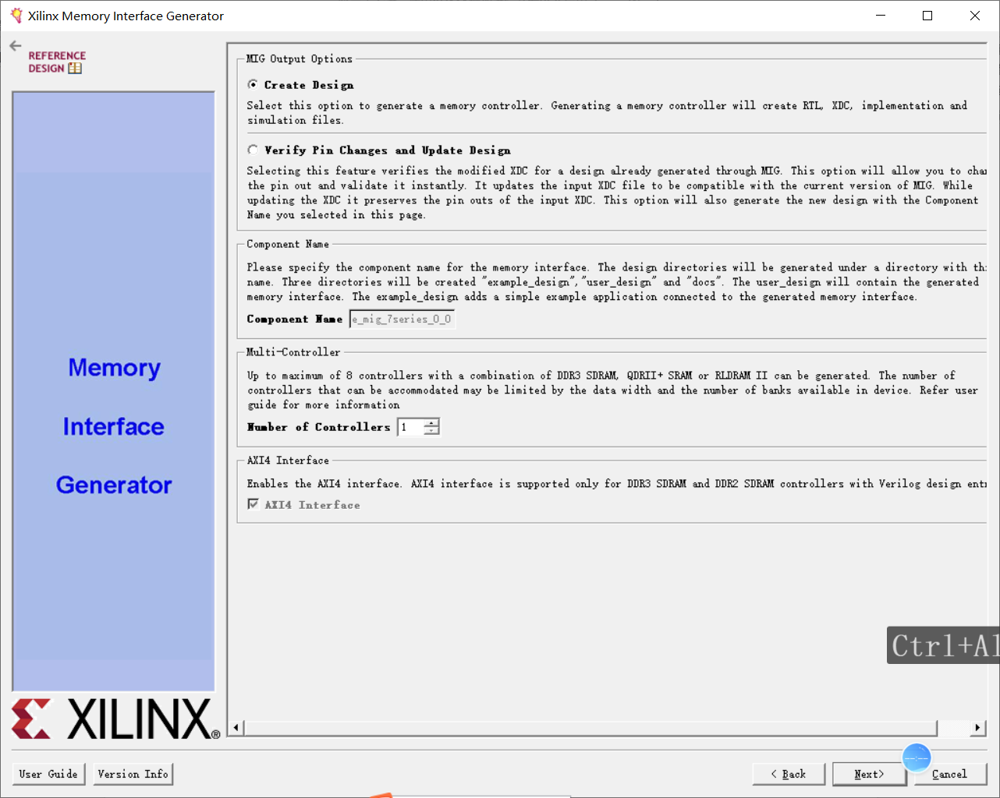 Xilinx Memory Interface Generator
REFERENCE
DESIGN
Memory
Interface
Generator
XILINX®
MIG Output Options
Create Design
Select this option to generate a memory controller. Generating a memory controller will create RTL, XDC, implementation and
simulation files.
Verify Pin Changes and Update Design
Selecting this feature verifies the modified XDC for a design already generated through MIG. This option will allow you to cha
the pin out and validate it instantly. It updates the input XDC file to be compatible with the current version of MIG. While
updating the XDC it preserves the pin outs of the input XDC. This option will also generate the new design with the Component
Name you selected in this page.
Component Name
Please specify the component name for the memory interface. The design directories will be generated under a directory with thi
name. Three directories will be created "example_design","user_design" and "docs". The user_design will contain the generated
memory interface. The example_design adds a simple example application connected to the generated memory interface.
Component Name e_mig_7series_0_0
Multi-Controller
Up to maximum of 8 controllers with a combination of DDR3 SDRAM, QDRII+ SRAM or RLDRAM II can be generated. The number of
controllers that can be accommodated may be limited by the data width and the number of banks available in device. Refer user
guide for more information
Number of Controllers 1
AXI4 Interface
Enables the AXI4 interface. AXI4 interface is supported only for DDR3 SDRAM and DDR2 SDRAM controllers with Verilog design ent
AXI4 Interface
Ctrl+Al
User Guide Version Info < Back Next> Cancel